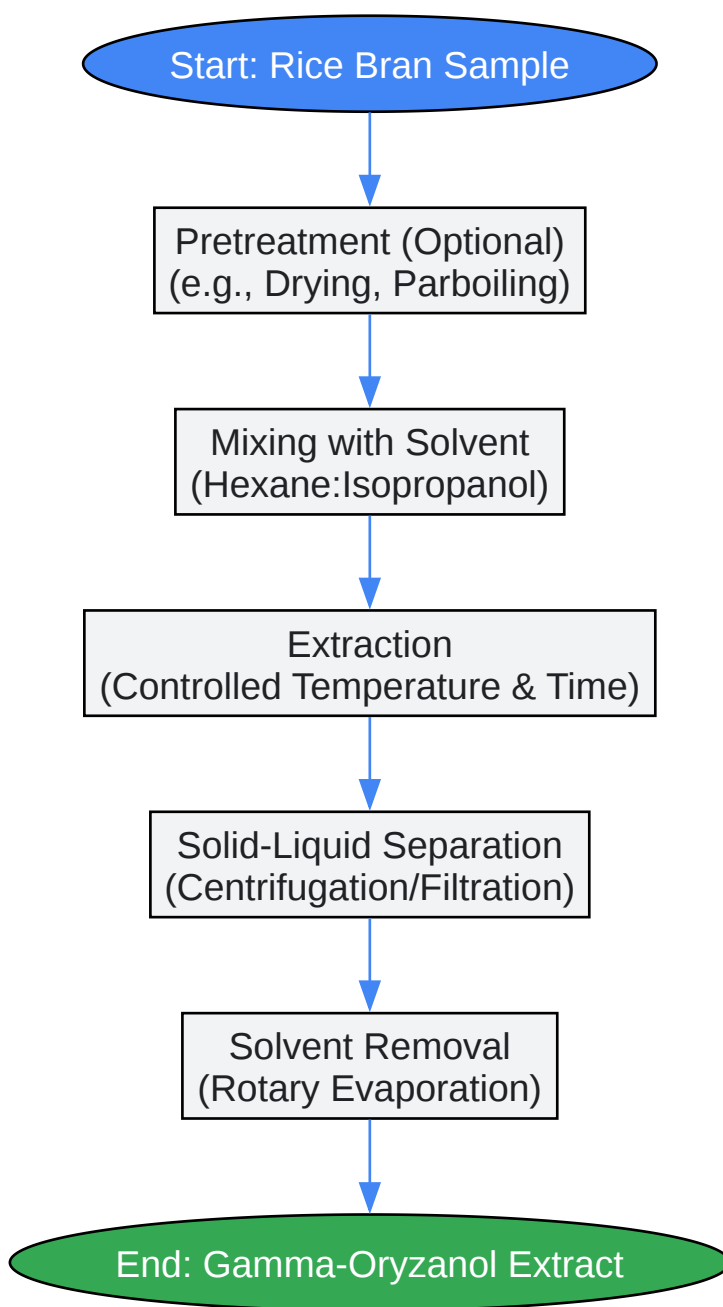 Start: Rice Bran Sample
Pretreatment (Optional)
(e.g., Drying, Parboiling)
Mixing with Solvent
(Hexane:Isopropanol)
Extraction
(Controlled Temperature & Time)
Solid-Liquid Separation
(Centrifugation/Filtration)
Solvent Removal
(Rotary Evaporation)
End: Gamma-Oryzanol Extract